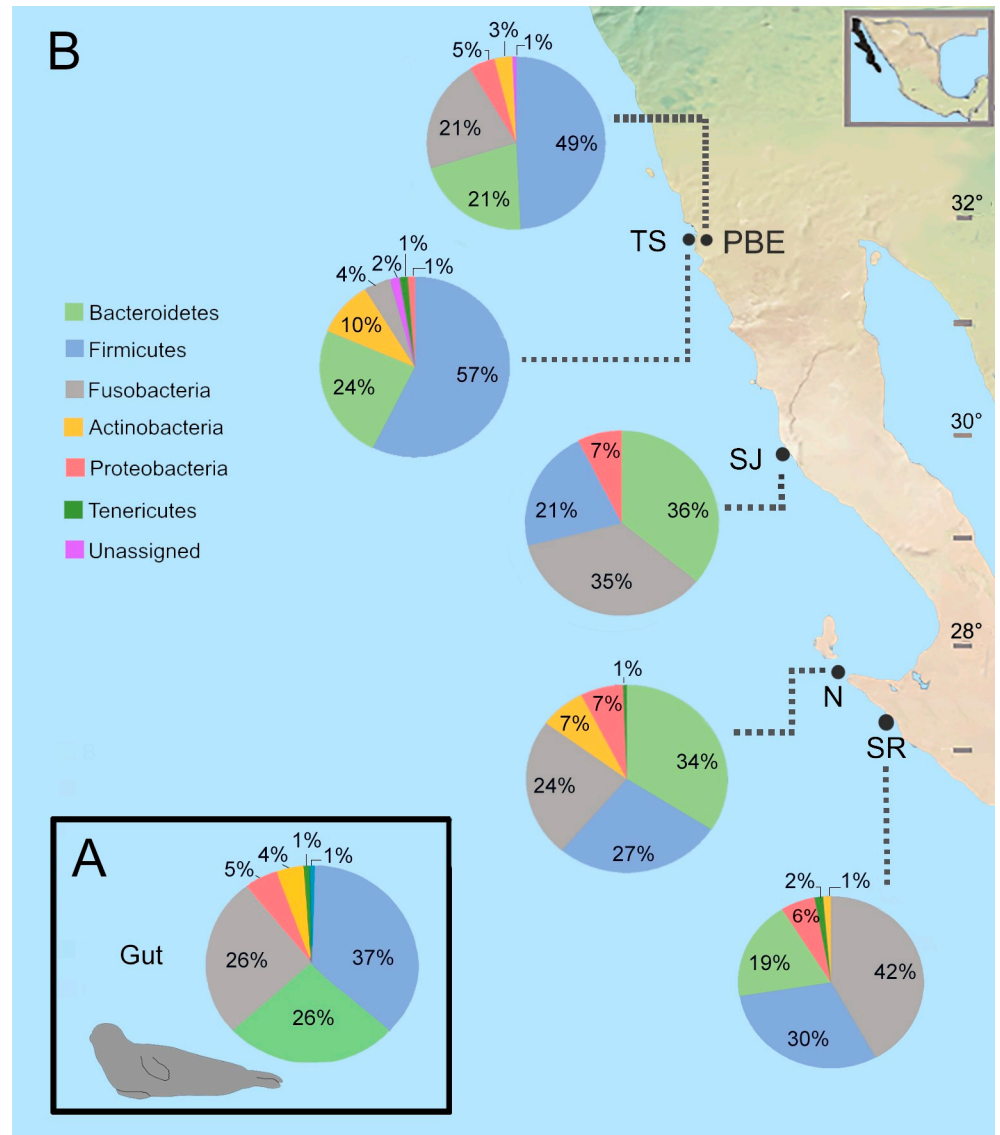 B
3%
1%
5%
21%
49%
21%
32°
TS
PBE
1%
4%
2%
1%
10%
24%
57%
Bacteroidetes
Firmicutes
Fusobacteria
Actinobacteria
Proteobacteria
Tenericutes
Unassigned
30°
SJ
7%
21%
36%
35%
28°
N
SR
1%
7%
7%
34%
24%
27%
A
Gut
1%
4%
1%
5%
37%
26%
26%
2%
1%
6%
19%
42%
30%